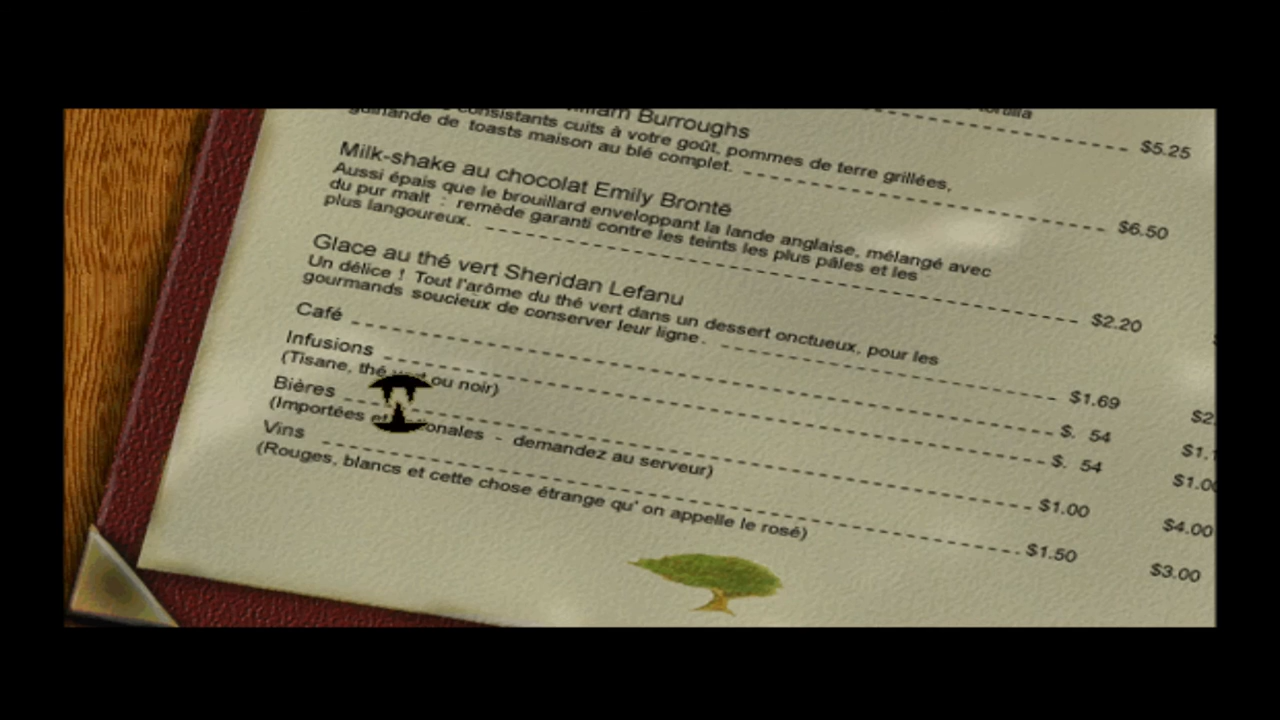 tortilla
$5.25
William Burroughs
consistants cuits à votre goût, pommes de terre grillées,
guirlande de toasts maison au blé complet.
$6.50
Milk-shake au chocolat Emily Brontë
Aussi épais que le brouillard enveloppant la lande anglaise, mélangé avec
du pur malt : remède garanti contre les teints les plus pâles et les
plus langoureux.
$2.20
Glace au thé vert Sheridan Lefanu
Un délice ! Tout l'arôme du thé vert dans un dessert onctueux, pour les
gourmands soucieux de conserver leur ligne.
$1.69
Café $. 54
Infusions $. 54
(Tisane, thé vert ou noir)
Bières $1.00 $4.00
(Importées et nationales - demandez au serveur)
Vins $1.50 $3.00
(Rouges, blancs et cette chose étrange qu' on appelle le rosé)